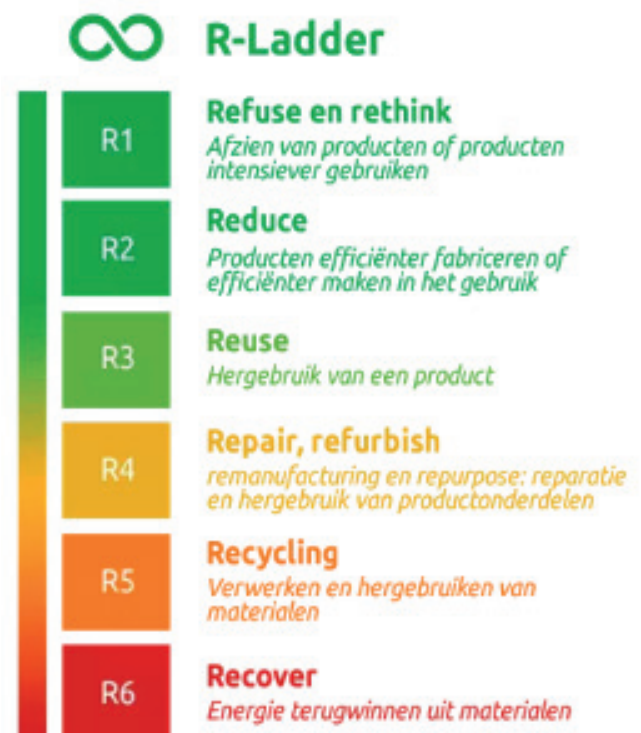 R-Ladder
R1
Refuse en rethink
Afzien van producten of producten
intensiever gebruiken
R2
Reduce
Producten efficiënter fabriceren of
efficiënter maken in het gebruik
R3
Reuse
Hergebruik van een product
R4
Repair, refurbish
remanufacturing en repurpose: reparatie
en hergebruik van productonderdelen
R5
Recycling
Verwerken en hergebruiken van
materialen
R6
Recover
Energie terugwinnen uit materialen